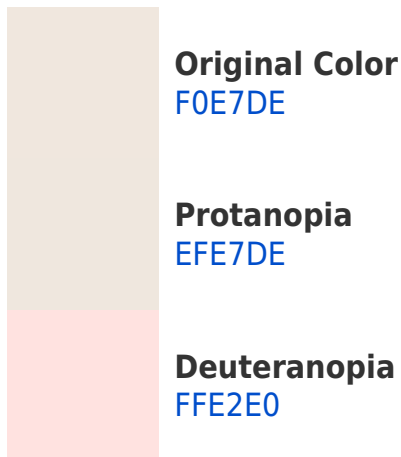 Original Color
F0E7DE
Protanopia
EFE7DE
Deuteranopia
FFE2E0